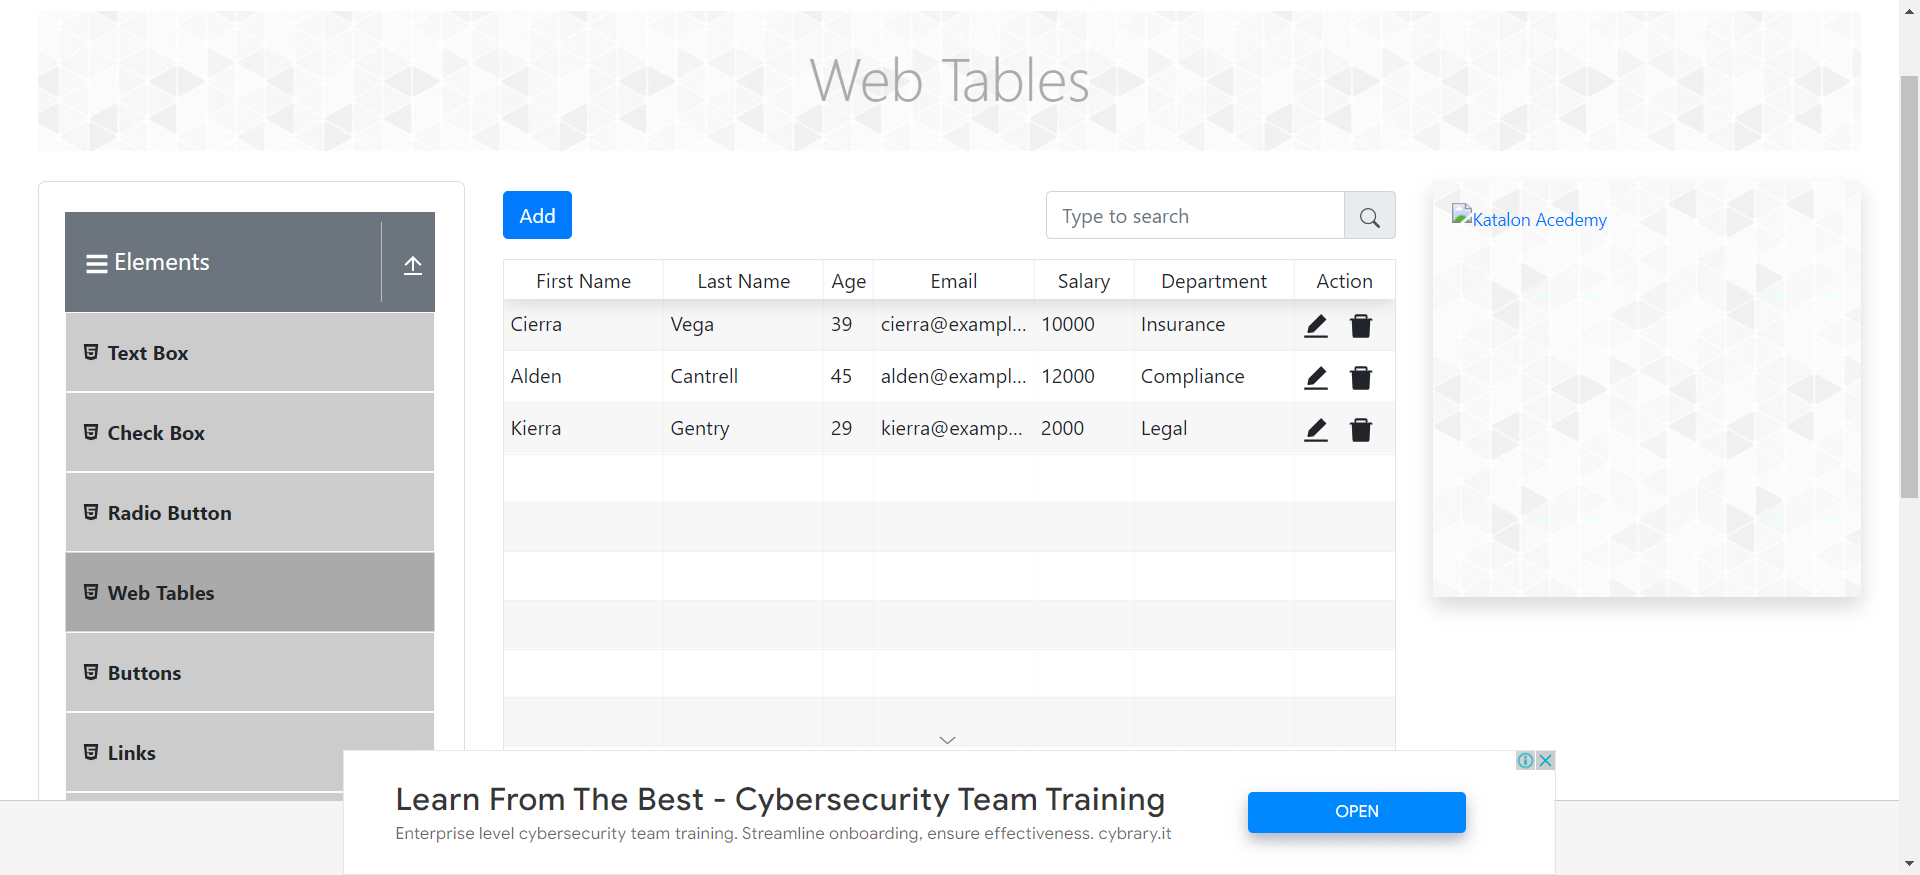 Web Tables
Elements
Text Box
Check Box
Radio Button
Web Tables
Buttons
Links
Add
Type to search
First Name Last Name Age Email Salary Department Action
Cierra Vega 39 cierra@exampl... 10000 Insurance
Alden Cantrell 45 alden@exampl... 12000 Compliance
Kierra Gentry 29 kierra@examp... 2000 Legal
Katalon Acedemy
Learn From The Best - Cybersecurity Team Training
Enterprise level cybersecurity team training. Streamline onboarding, ensure effectiveness. cybrary.it
OPEN